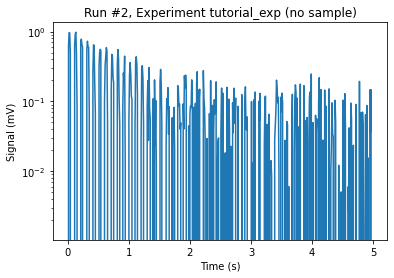 Run #2, Experiment tutorial_exp (no sample)
Signal (mV)
10⁰
10⁻¹
10⁻²
0 1 2 3 4 5
Time (s)